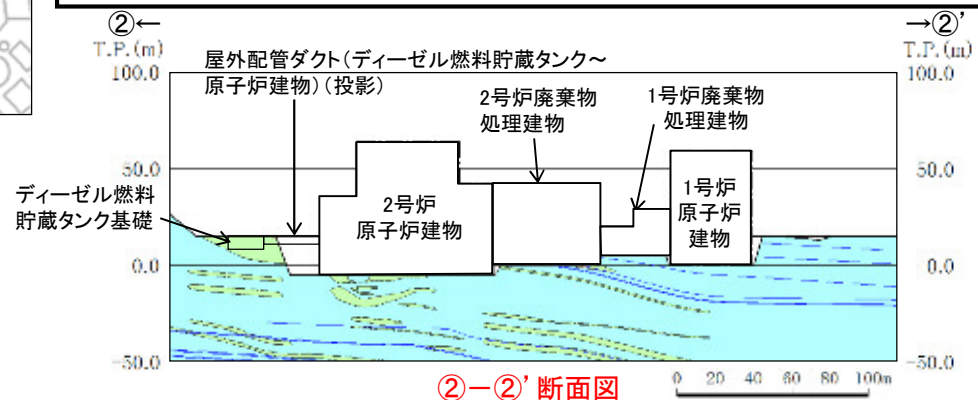 ②←
→②’
T.P.(m)
T.P.(m)
屋外配管ダクト(ディーゼル燃料貯蔵タンク～
原子炉建物)(投影)
100.0
100.0
2号炉廃棄物
処理建物
1号炉廃棄物
処理建物
50.0
50.0
ディーゼル燃料
貯蔵タンク基礎
2号炉
原子炉建物
1号炉
原子炉
建物
0.0
0.0
-50.0
-50.0
②－②’断面図
0 20 40 60 80 100m